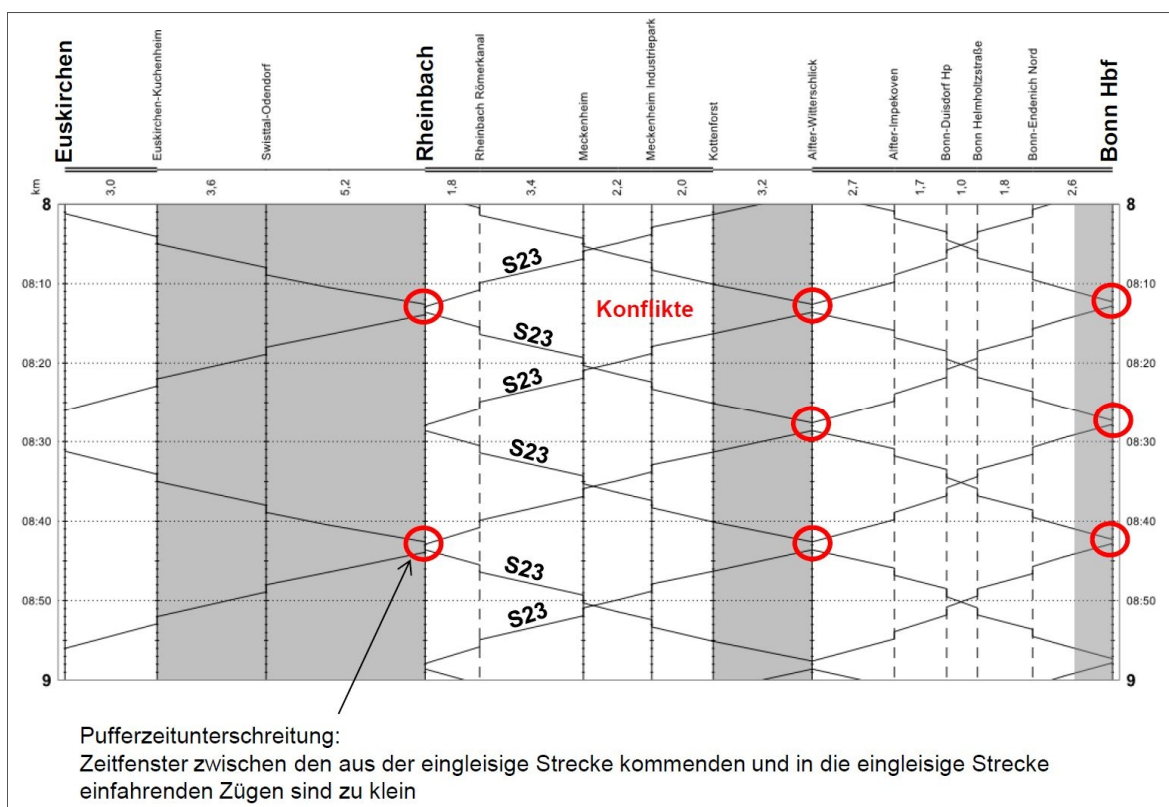 Euskirchen
Euskirchen-Kuchenheim
Swisttal-Odendorf
Rheinbach
Rheinbach Römerkanal
Meckenheim
Meckenheim Industriepark
Kottenforst
Alfter-Witterschlick
Alfter-Impekoven
Bonn-Duisdorf Hp
Bonn Helmholtzstraße
Bonn-Endenich Nord
Bonn Hbf
km
3.0
3.6
5.2
1.8
3.4
2.2
2.0
3.2
2.7
1.7
1.0
1.8
2.6
8
8
S23
08:10
Konflikte
08:10
S23
08:20
S23
08:20
08:30
S23
08:30
08:40
08:40
S23
08:50
S23
08:50
9
9
Pufferzeitunterschreitung:
Zeitfenster zwischen den aus der eingleisige Strecke kommenden und in die eingleisige Strecke
einfahrenden Zügen sind zu klein